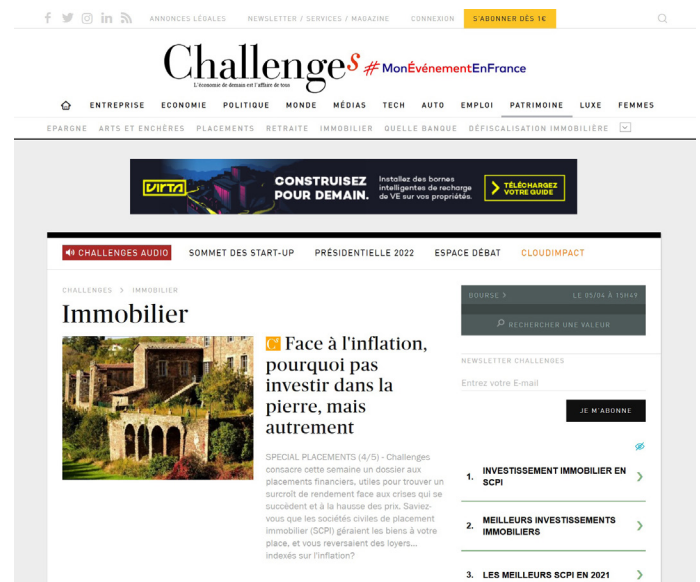 ANNONCES LÉGALES NEWSLETTER / SERVICES / MAGAZINE CONNEXION S'ABONNER DÈS 1€
Challenges
L'économie de demain est l'affaire de tous
#MonÉvénementEnFrance
ENTREPRISE ECONOMIE POLITIQUE MONDE MÉDIAS TECH AUTO EMPLOI PATRIMOINE LUXE FEMMES
EPARGNE ARTS ET ENCHÈRES PLACEMENTS RETRAITE IMMOBILIER QUELLE BANQUE DÉFISCALISATION IMMOBILIÈRE
VIRTA
CONSTRUISEZ
POUR DEMAIN.
Installez des bornes
intelligentes de recharge
de VE sur vos propriétés.
TÉLÉCHARGEZ
VOTRE GUIDE
CHALLENGES AUDIO SOMMET DES START-UP PRÉSIDENTIELLE 2022 ESPACE DÉBAT CLOUDIMPACT
CHALLENGES > IMMOBILIER
Immobilier
Face à l'inflation,
pourquoi pas
investir dans la
pierre, mais
autrement
SPECIAL PLACEMENTS (4/5) - Challenges
consacre cette semaine un dossier aux
placements financiers, utiles pour trouver un
surcroît de rendement face aux crises qui se
succèdent et à la hausse des prix. Saviez-
vous que les sociétés civiles de placement
immobilier (SCPI) géraient les biens à votre
place, et vous reversaient des loyers...
indexés sur l'inflation?
BOURSE > LE 05/04 À 15H49
RECHERCHER UNE VALEUR
NEWSLETTER CHALLENGES
Entrez votre E-mail
JE M'ABONNE
1. INVESTISSEMENT IMMOBILIER EN
SCPI
2. MEILLEURS INVESTISSEMENTS
IMMOBILIERS
3. LES MEILLEURS SCPI EN 2021